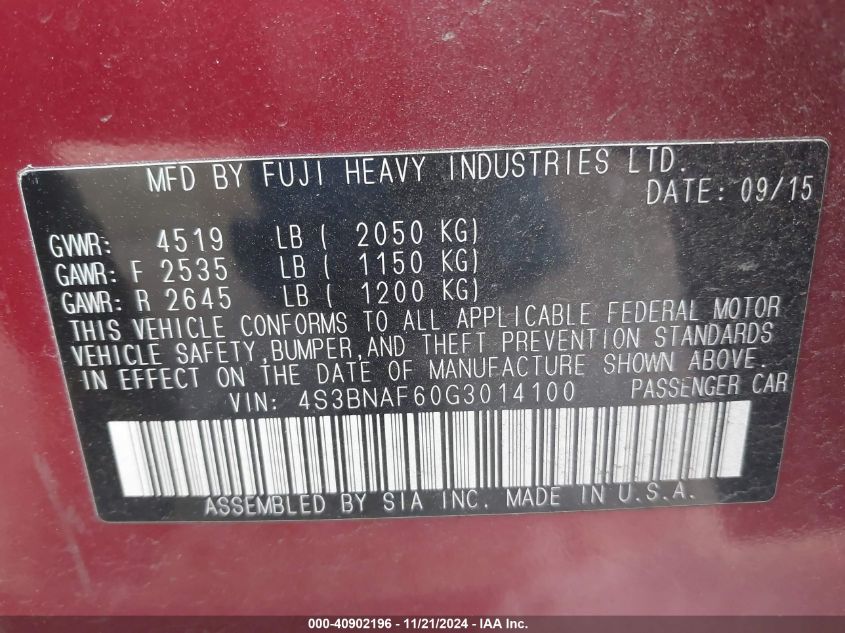 MFD BY FUJI HEAVY INDUSTRIES LTD.
DATE: 09/15
GVWR: 4519 LB ( 2050 KG)
GAWR: F 2535 LB ( 1150 KG)
GAWR: R 2645 LB ( 1200 KG)
THIS VEHICLE CONFORMS TO ALL APPLICABLE FEDERAL MOTOR
VEHICLE SAFETY,BUMPER,AND THEFT PREVENTION STANDARDS
IN EFFECT ON THE DATE OF MANUFACTURE SHOWN ABOVE.
VIN: 4S3BNAF60G3014100 PASSENGER CAR
ASSEMBLED BY SIA INC. MADE IN U.S.A.
000-40902196 - 11/21/2024 - IAA Inc.